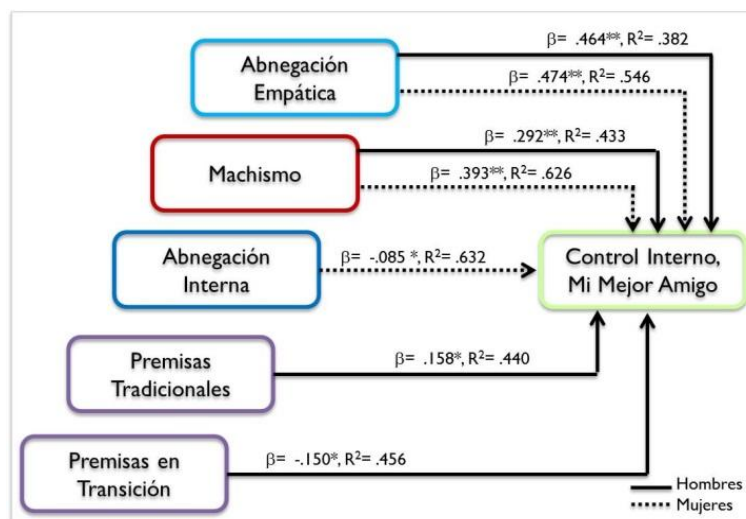 β= .464**, R²= .382
Abnegación
Empática
β= .474**, R²= .546
β= .292**, R²= .433
Machismo
β= .393**, R²= .626
Abnegación
Interna
β= -.085 *, R²= .632
Control Interno,
Mi Mejor Amigo
Premisas
Tradicionales
β= .158*, R²= .440
Premisas en
Transición
β= -.150*, R²= .456
Hombres
Mujeres